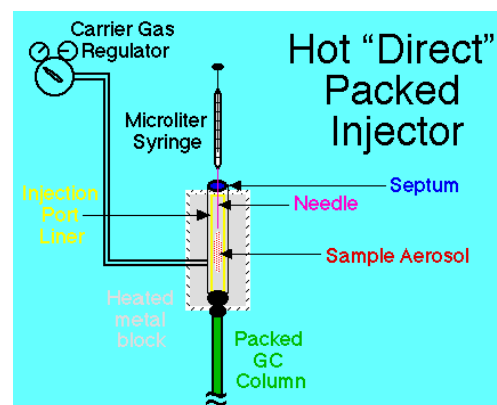 Carrier Gas
Regulator
Hot “Direct”
Packed
Injector
Microliter
Syringe
Injection
Port
Liner
Septum
Needle
Sample Aerosol
Heated
metal
block
Packed
GC
Column